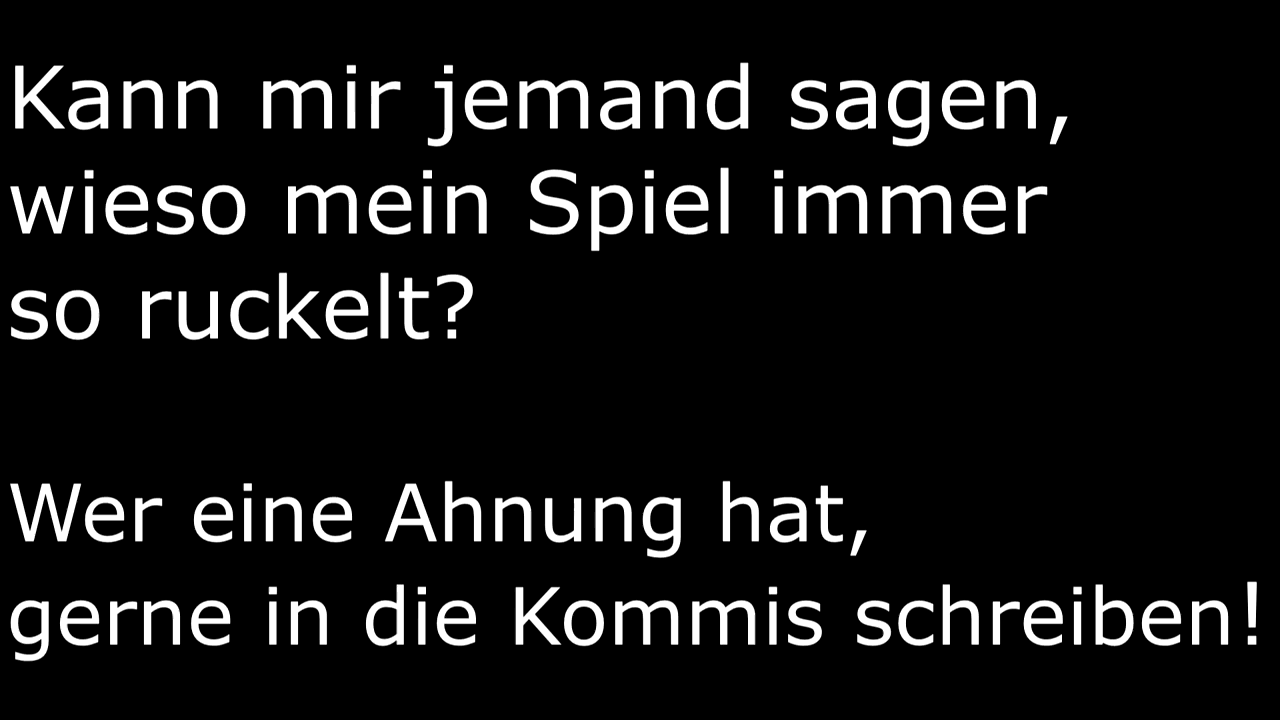 Kann mir jemand sagen,
wieso mein Spiel immer
so ruckelt?
Wer eine Ahnung hat,
gerne in die Kommis schreiben!